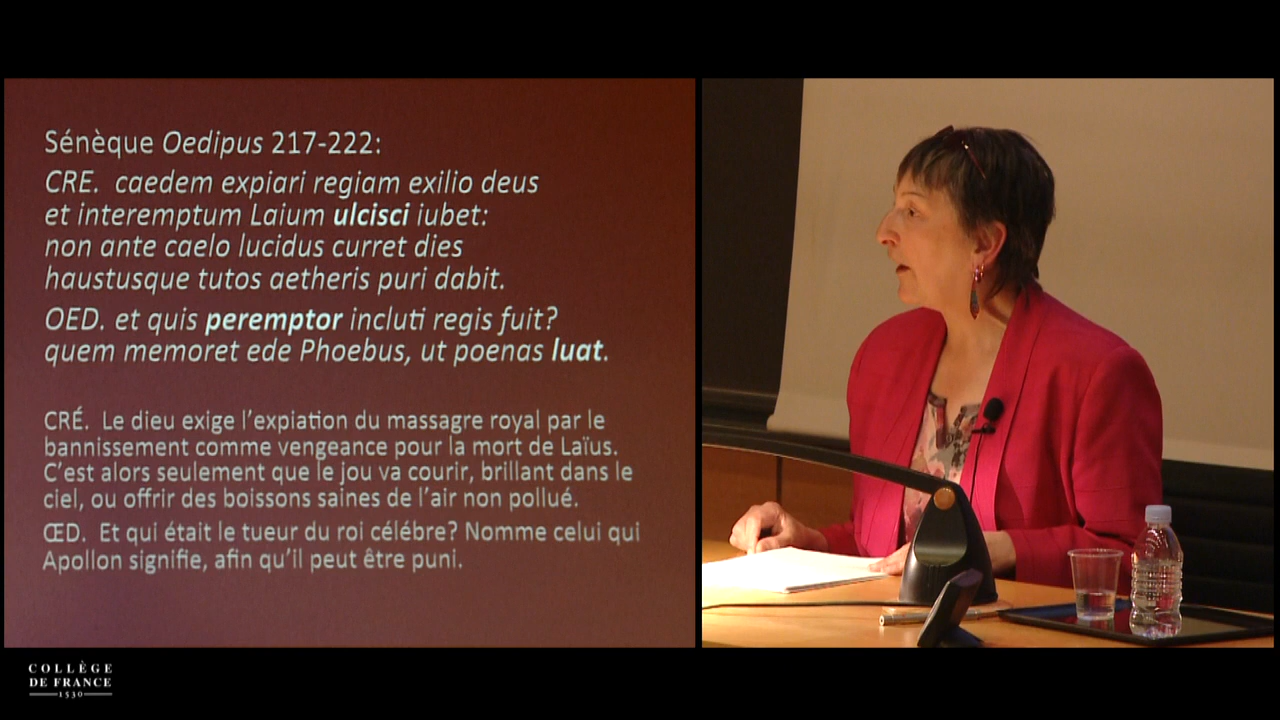 Sénèque Oedipus 217-222:
CRE. caedem expiari regiam exilio deus
et interemptum Laium ulcisci iubet:
non ante caelo lucidus curret dies
haustusque tutos aetheris puri dabit.
OED. et quis peremptor incluti regis fuit?
quem memoret ede Phoebus, ut poenas luat.
CRÉ. Le dieu exige l'expiation du massagre royal par le
bannissement comme vengeance pour la mort de Laïus.
C'est alors seulement que le jou va courir, brillant dans le
ciel, ou offrir des boissons saines de l'air non pollué.
ŒD. Et qui était le tueur du roi célébre? Nomme celui qui
Apollon signifie, afin qu'il peut être puni.
COLLÈGE
DE FRANCE
1530